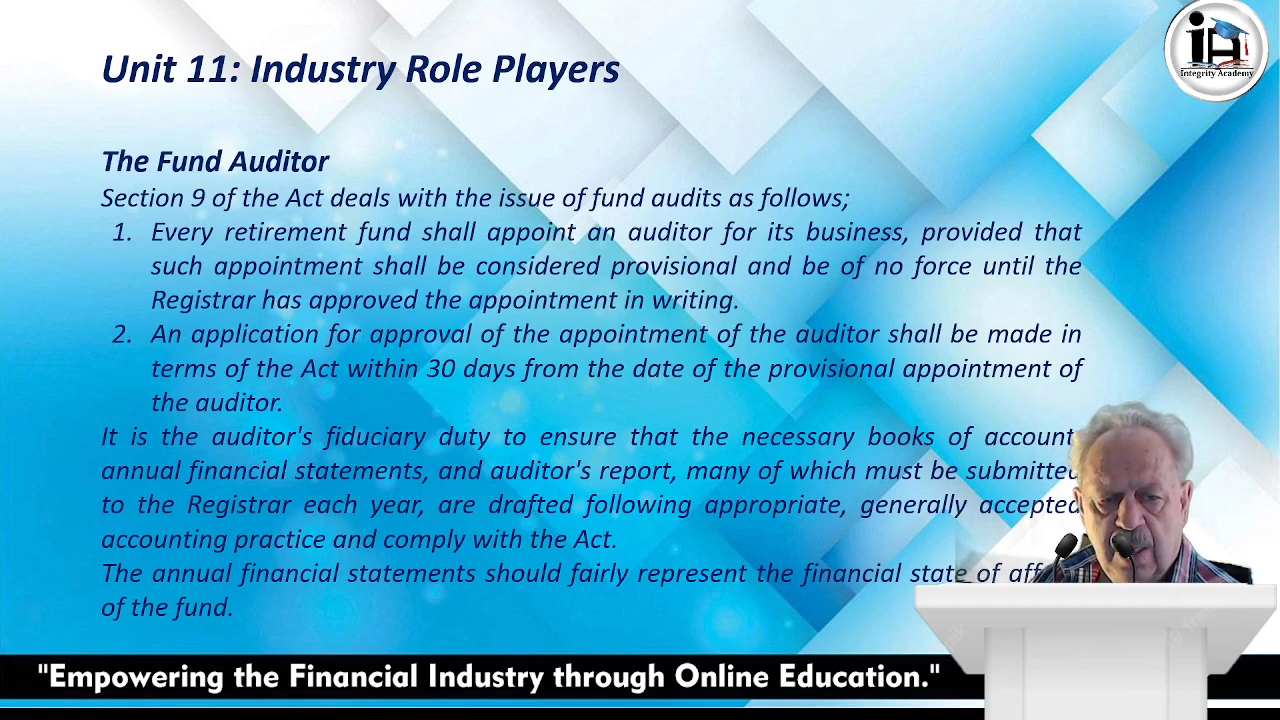 Unit 11: Industry Role Players
iA
Integrity Academy
The Fund Auditor
Section 9 of the Act deals with the issue of fund audits as follows;
1. Every retirement fund shall appoint an auditor for its business, provided that
such appointment shall be considered provisional and be of no force until the
Registrar has approved the appointment in writing.
2. An application for approval of the appointment of the auditor shall be made in
terms of the Act within 30 days from the date of the provisional appointment of
the auditor.
It is the auditor's fiduciary duty to ensure that the necessary books of account,
annual financial statements, and auditor's report, many of which must be submitted
to the Registrar each year, are drafted following appropriate, generally accepted
accounting practice and comply with the Act.
The annual financial statements should fairly represent the financial state of
of the fund.
"Empowering the Financial Industry through Online Education."